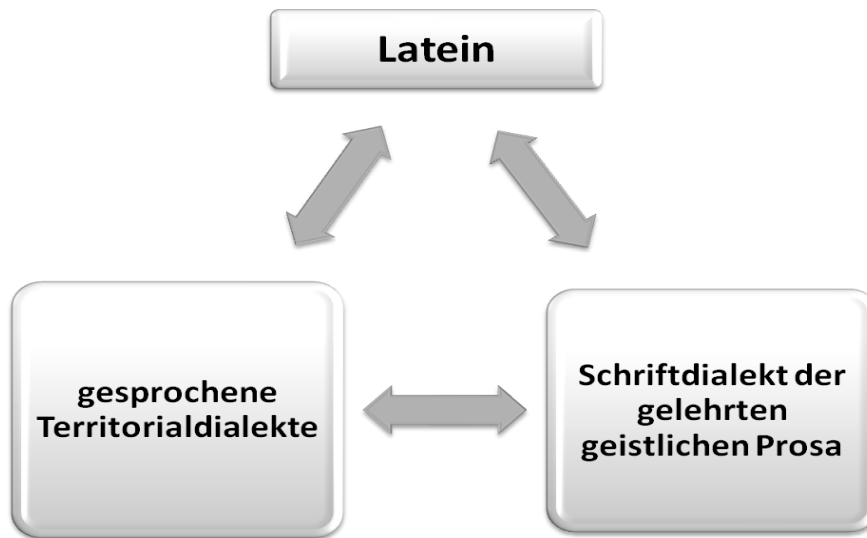 Latein
gesprochene
Territorialdialekte
Schriftdialekt der
gelehrten
geistlichen Prosa